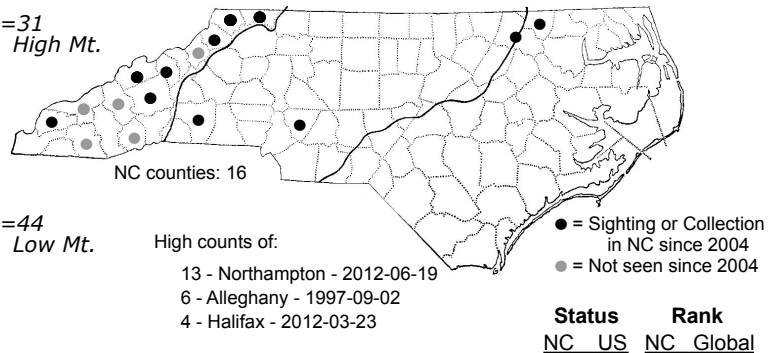 =31
High Mt.
NC counties: 16
=44
Low Mt.
High counts of:
13 - Northampton - 2012-06-19
6 - Alleghany - 1997-09-02
4 - Halifax - 2012-03-23
= Sighting or Collection
in NC since 2004
= Not seen since 2004
Status Rank
NC US NC Global